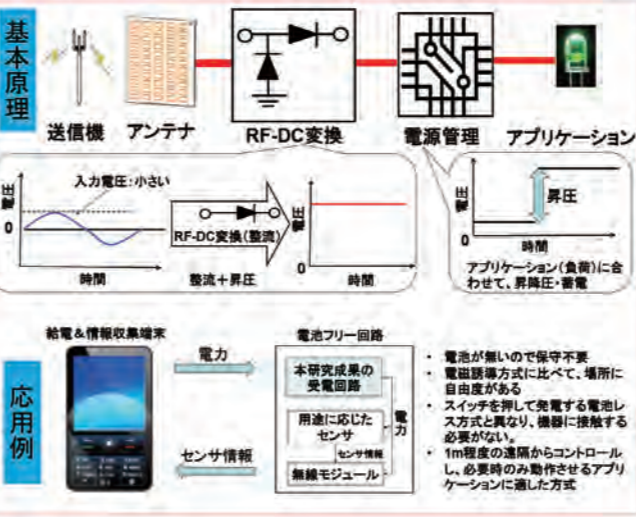 基本原理
送信機 アンテナ RF-DC変換 電源管理 アプリケーション
入力電圧:小さい
電圧
0
時間
RF-DC変換(整流)
整流+昇圧
電圧
0
時間
電圧
0
昇圧
時間
アプリケーション(負荷)に合
わせて、昇降圧・蓄電
応用例
給電&情報収集端末
電力
センサ情報
電池フリー回路
本研究成果の
受電回路
用途に応じた
センサ
センサ情報
無線モジュール
電力
・ 電池が無いので保守不要
・ 電磁誘導方式に比べて、場所に
自由度がある
・ スイッチを押して発電する電池レ
ス方式と異なり、機器に接触する
必要がない。
・ 1m程度の遠隔からコントロール
し、必要時のみ動作させるアプリ
ケーションに適した方式